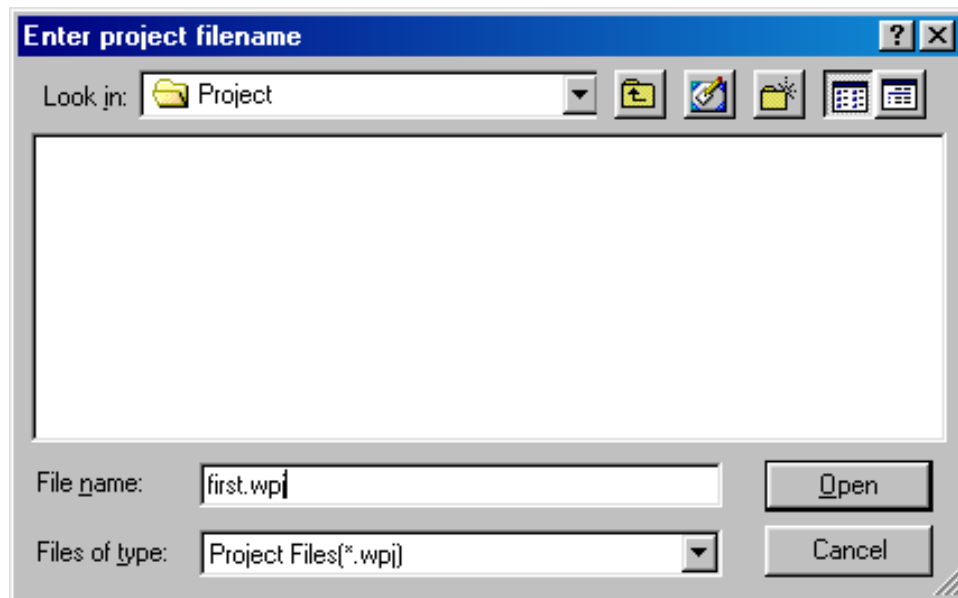 Enter project filename
Look in: Project
File name: first.wpj
Open
Files of type: Project Files(*.wpj)
Cancel